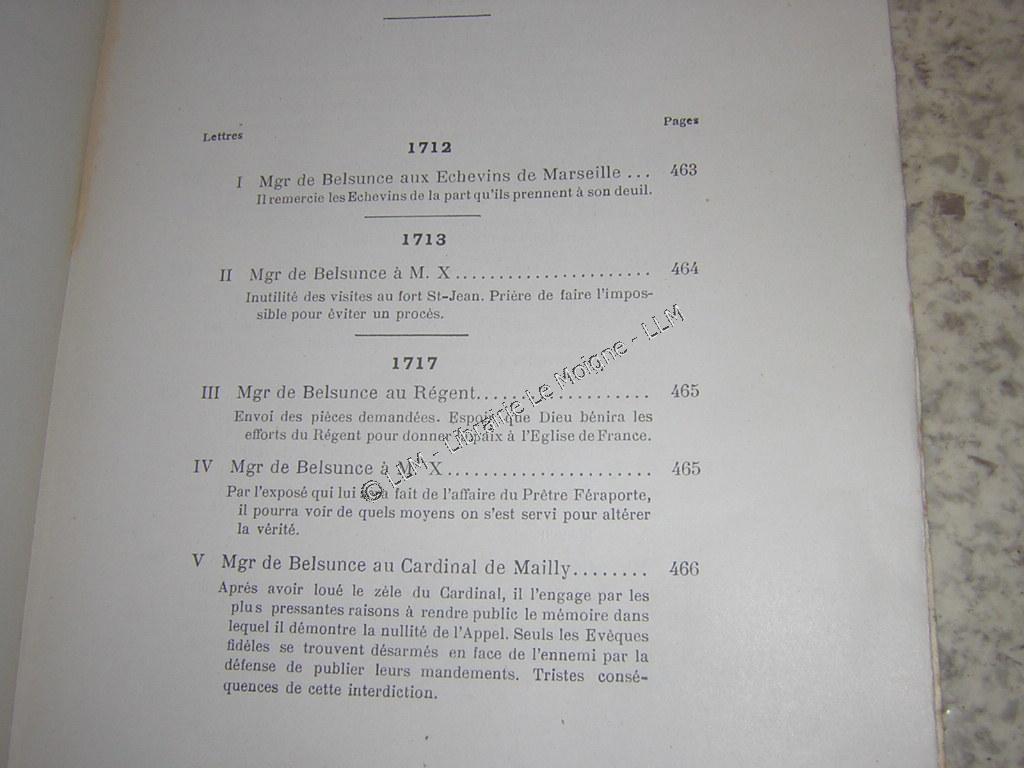 Lettres
Pages
1712
I Mgr de Belsunce aux Echevins de Marseille ... 463
Il remercie les Echevins de la part qu'ils prennent à son deuil.
1713
II Mgr de Belsunce à M. X...................... 464
Inutilité des visites au fort St-Jean. Prière de faire l'impos-
sible pour éviter un procès.
1717
III Mgr de Belsunce au Régent.................... 465
Envoi des pièces demandées. Espoir que Dieu bénira les
efforts du Régent pour donner la paix à l'Eglise de France.
IV Mgr de Belsunce à M. X....................... 465
Par l'exposé qui lui a fait de l'affaire du Prêtre Féraporte,
il pourra voir de quels moyens on s'est servi pour altérer
la vérité.
V Mgr de Belsunce au Cardinal de Mailly........ 466
Après avoir loué le zèle du Cardinal, il l'engage par les
plus pressantes raisons à rendre public le mémoire dans
lequel il démontre la nullité de l'Appel. Seuls les Evêques
fidèles se trouvent désarmés en face de l'ennemi par la
défense de publier leurs mandements. Tristes consé-
quences de cette interdiction.
© LLM - Librairie Le Moigne - LLM